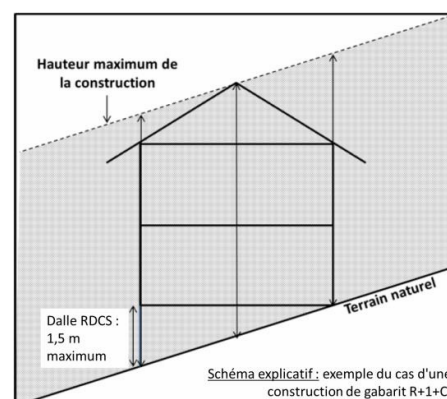 Hauteur maximum de
la construction
Dalle RDCS :
1,5 m
maximum
Terrain naturel
Schéma explicatif : exemple du cas d'une
construction de gabarit R+1+C